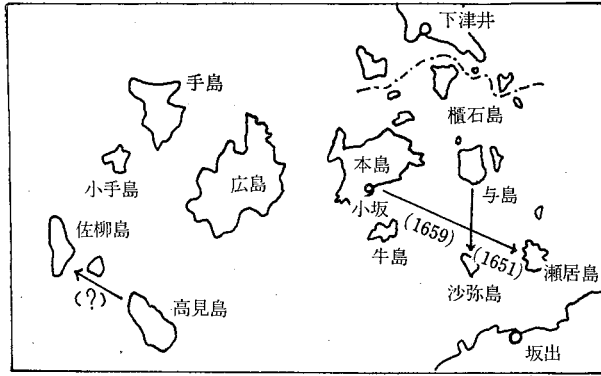 下津井
手島
櫃石島
本島
小手島
広島
与島
小坂
佐柳島
(1659)
牛島
(1651)
瀬居島
(?)
沙弥島
高見島
坂出